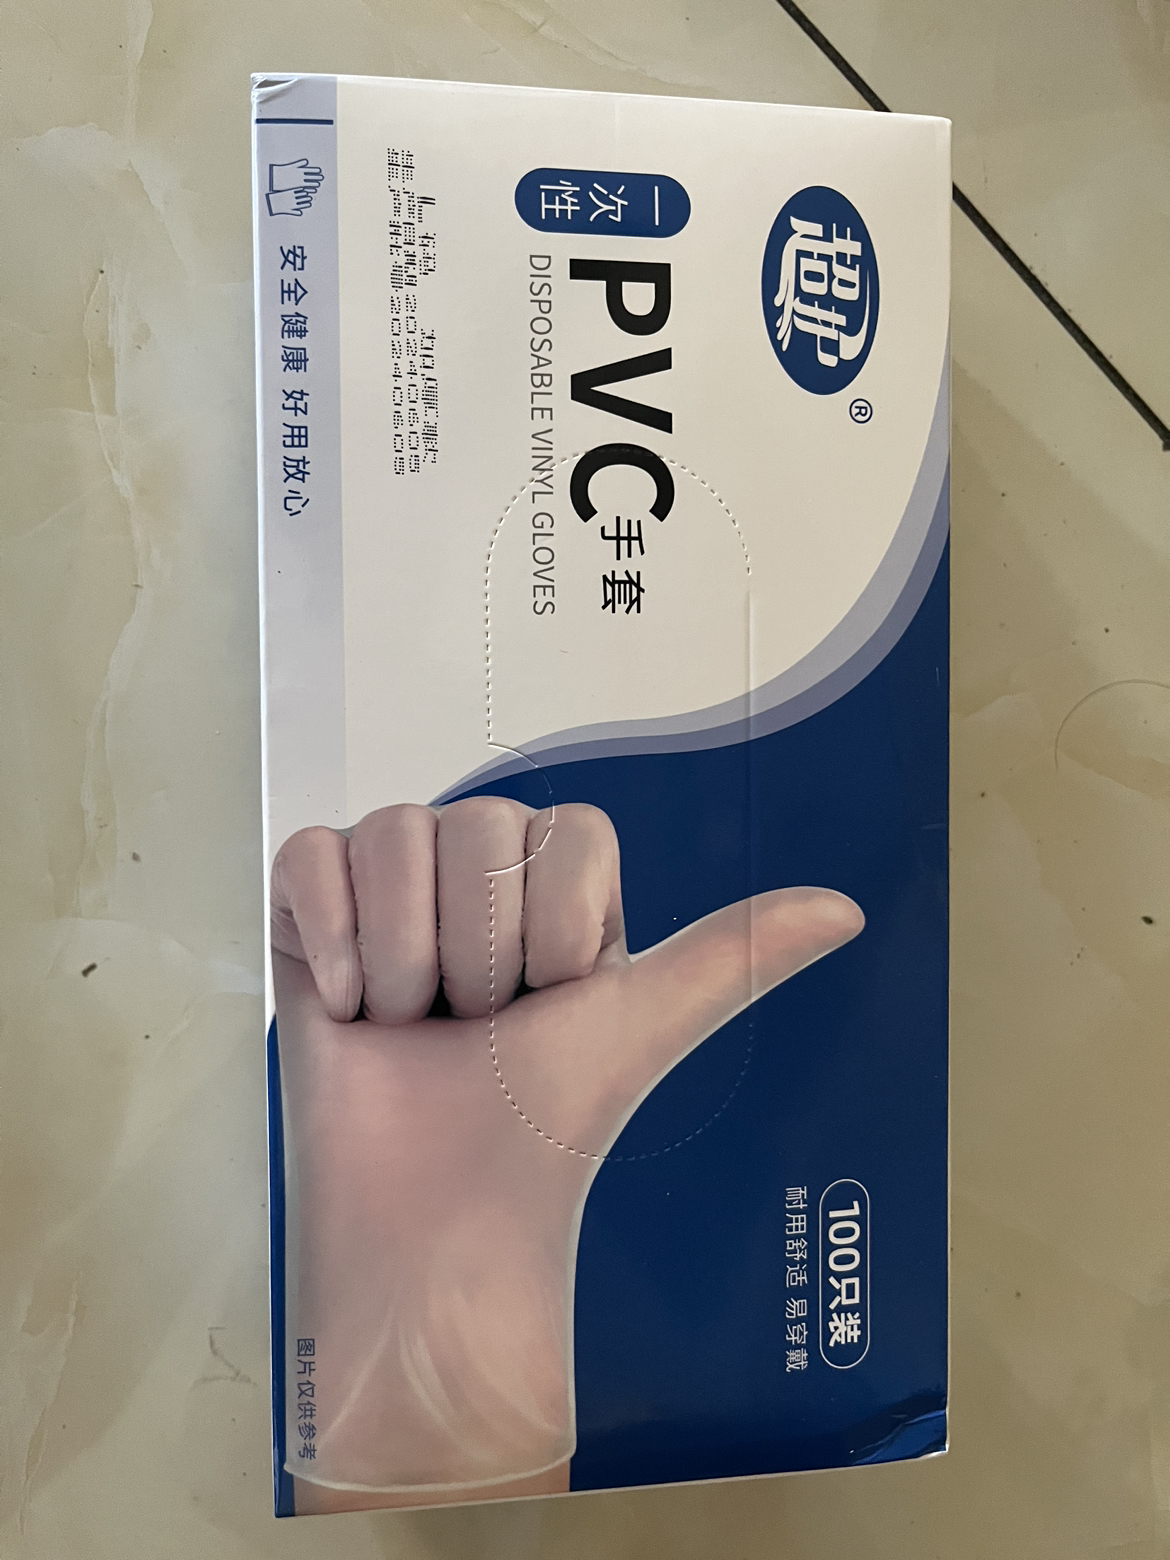 超护®
一次性
PVC手套
DISPOSABLE VINYL GLOVES
安全健康 好用放心
100只装
耐用舒适 易穿戴
图片仅供参考